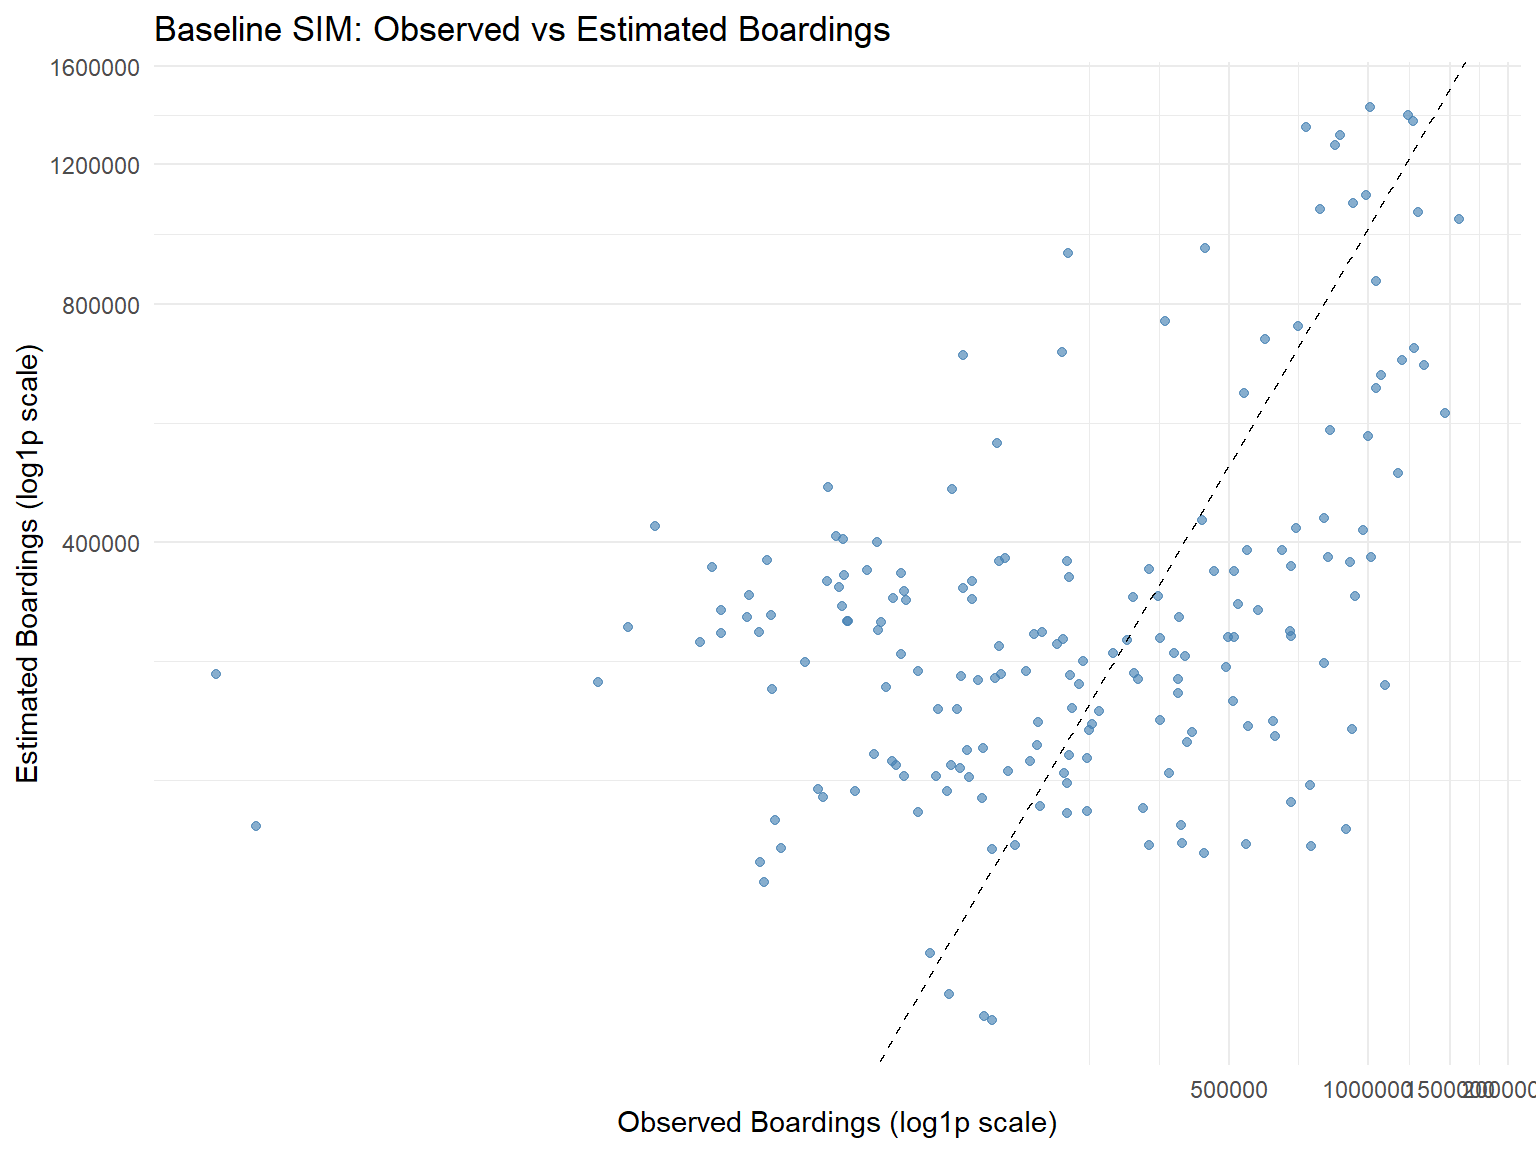 Baseline SIM: Observed vs Estimated Boardings
1600000
1200000
800000
400000
Estimated Boardings (log1p scale)
500000
1000000
1500000
Observed Boardings (log1p scale)